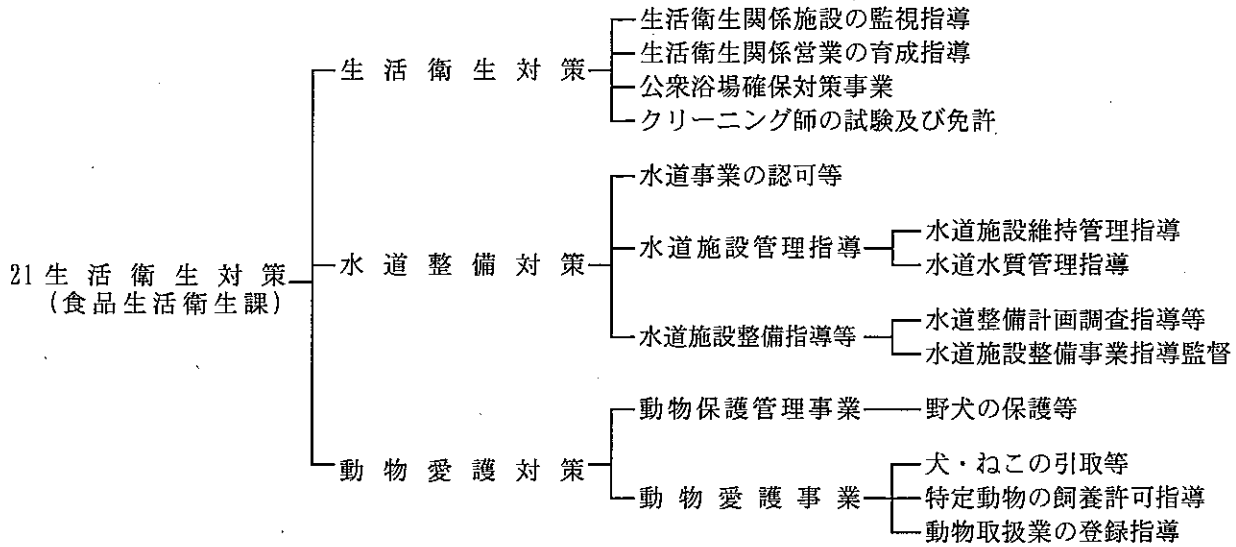 21 生活衛生対策
(食品生活衛生課)
生活衛生対策
生活衛生関係施設の監視指導
生活衛生関係営業の育成指導
公衆浴場確保対策事業
クリーニング師の試験及び免許
水道整備対策
水道事業の認可等
水道施設管理指導
水道施設維持管理指導
水道水質管理指導
水道施設整備指導等
水道整備計画調査指導等
水道施設整備事業指導監督
動物愛護対策
動物保護管理事業
野犬の保護等
動物愛護事業
犬・ねこの引取等
特定動物の飼養許可指導
動物取扱業の登録指導